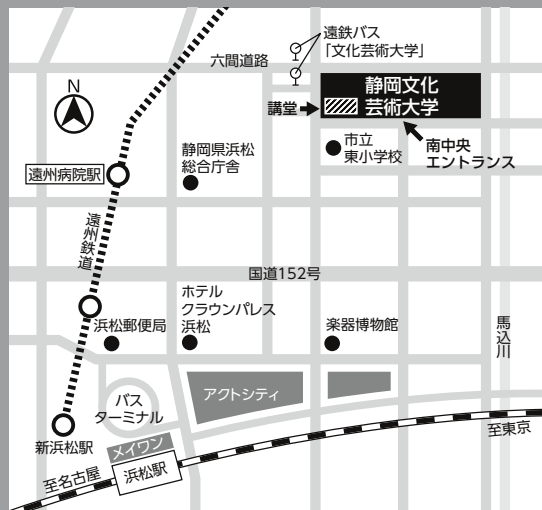 遠鉄バス
「文化芸術大学」
六間道路
N
静岡文化
芸術大学
講堂
市立
東小学校
南中央
エントランス
静岡県浜松
総合庁舎
遠州病院駅
遠州鉄道
国道152号
ホテル
クラウンパレス
浜松
浜松郵便局
楽器博物館
馬込川
アクトシティ
バス
ターミナル
新浜松駅
メイワン
浜松駅
至名古屋
至東京